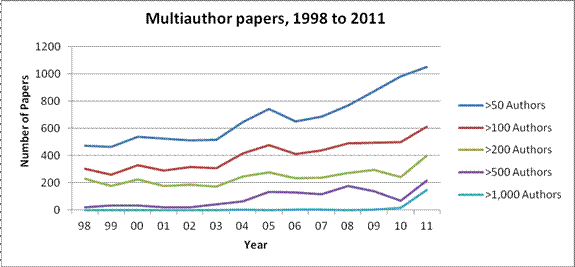 Multiauthor papers, 1998 to 2011
Number of Papers
1200
1000
800
600
400
200
0
98 99 00 01 02 03 04 05 06 07 08 09 10 11
Year
>50 Authors
>100 Authors
>200 Authors
>500 Authors
>1,000 Authors